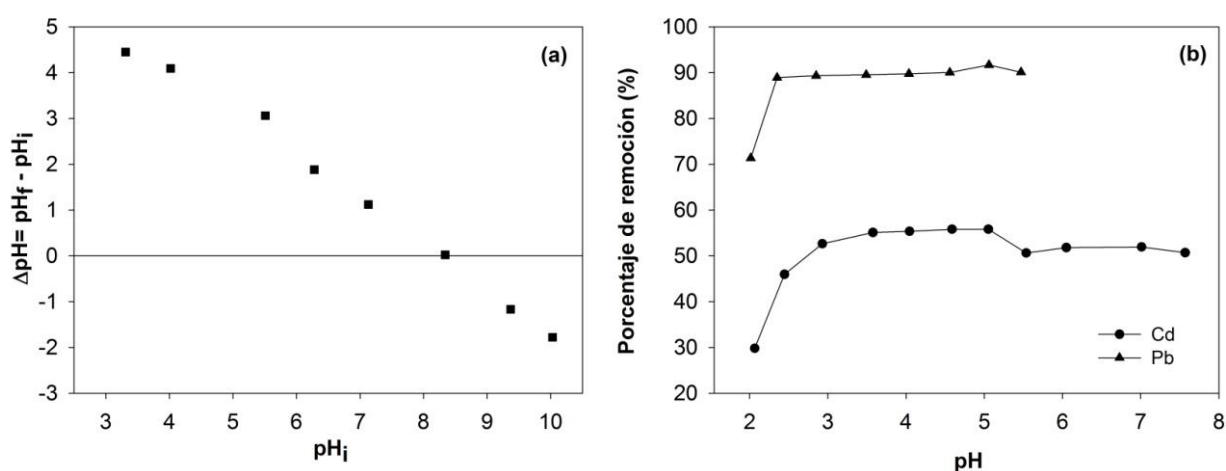 (a)
ΔpH= pHf - pHi
5
4
3
2
1
0
-1
-2
-3
3 4 5 6 7 8 9 10
pHi
(b)
Porcentaje de remoción (%)
100
90
80
70
60
50
40
30
20
Cd
Pb
2 3 4 5 6 7 8
pH